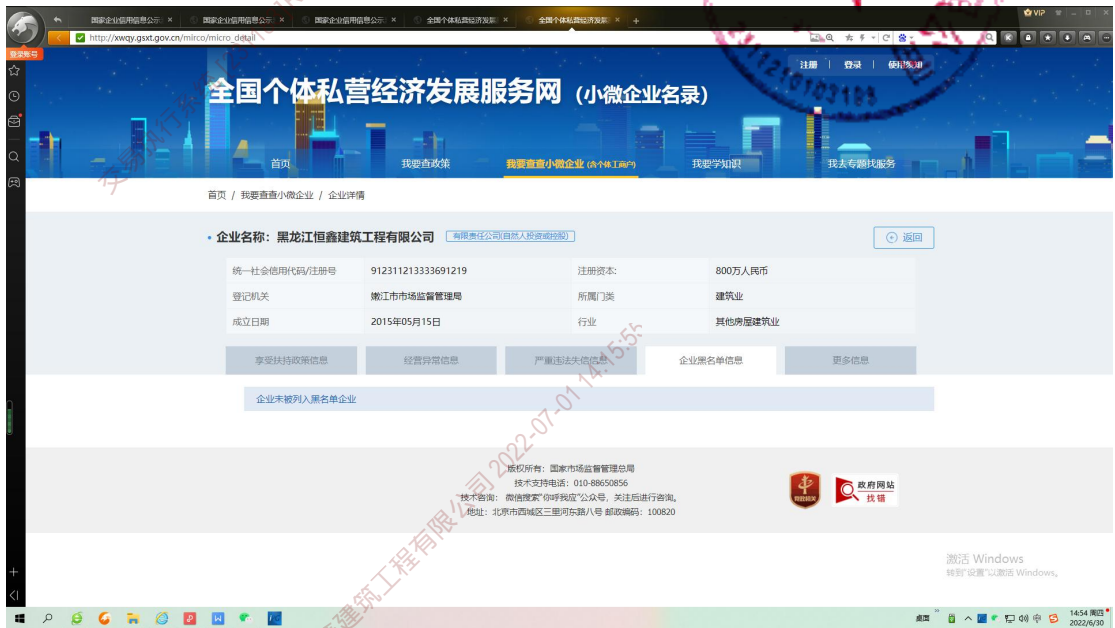 国家企业信用信息公示
国家企业信用信息公示
国家企业信用信息公示
全国个体私营经济发展
全国个体私营经济发展
VIP
登录账号
http://xwqy.gsxt.gov.cn/mirco/micro_detail
注册 | 登录 | 使用须知
全国个体私营经济发展服务网 (小微企业名录)
首页
我要查政策
我要查查小微企业 (含个体工商户)
我要学知识
我去专题找服务
首页 / 我要查查小微企业 / 企业详情
企业名称: 黑龙江恒鑫建筑工程有限公司
有限责任公司(自然人投资或控股)
返回
统一社会信用代码/注册号 912311213333691219 注册资本: 800万人民币
登记机关 嫩江市市场监督管理局 所属门类 建筑业
成立日期 2015年05月15日 行业 其他房屋建筑业
享受扶持政策信息 经营异常信息 严重违法失信信息 企业黑名单信息 更多信息
企业未被列入黑名单企业
版权所有: 国家市场监督管理总局
技术支持电话: 010-88650856
技术咨询: 微信搜索"你呼我应"公众号, 关注后进行咨询。
地址: 北京市西城区三里河东路八号 邮政编码: 100820
党政机关
政府网站
找错
建筑工程有限公司 2022-07-01 14:15:55
激活 Windows
转到"设置"以激活 Windows。
桌面
中
14:54 周四
2022/6/30